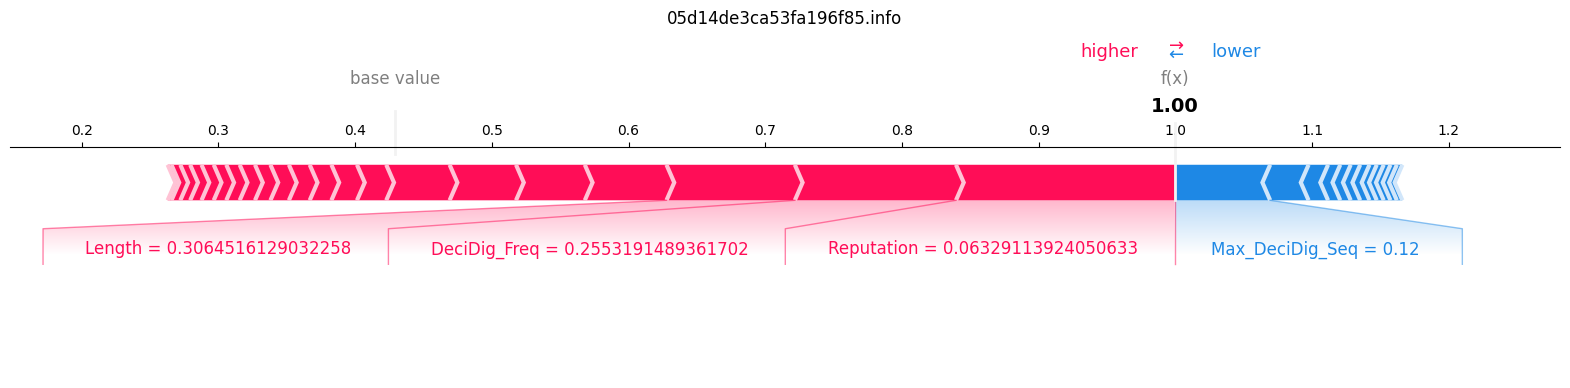 05d14de3ca53fa196f85.info
higher ⇄ lower
base value f(x)
1.00
0.2 0.3 0.4 0.5 0.6 0.7 0.8 0.9 1.0 1.1 1.2
Length = 0.3064516129032258 DeciDig_Freq = 0.2553191489361702 Reputation = 0.06329113924050633 Max_DeciDig_Seq = 0.12